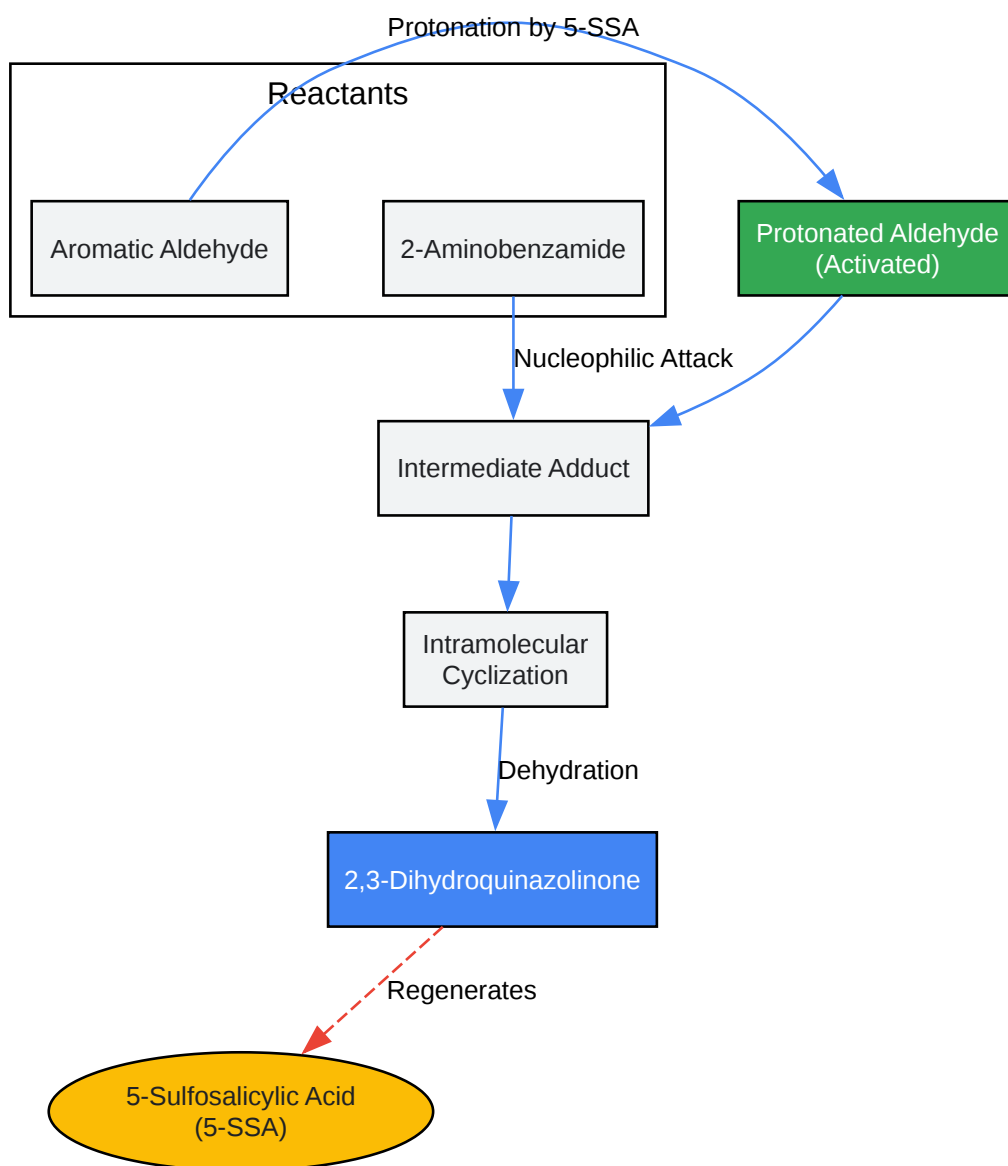 Protonation by 5-SSA
Reactants
Aromatic Aldehyde
2-Aminobenzamide
Protonated Aldehyde
(Activated)
Nucleophilic Attack
Intermediate Adduct
Intramolecular
Cyclization
Dehydration
2,3-Dihydroquinazolinone
Regenerates
5-Sulfosalicylic Acid
(5-SSA)